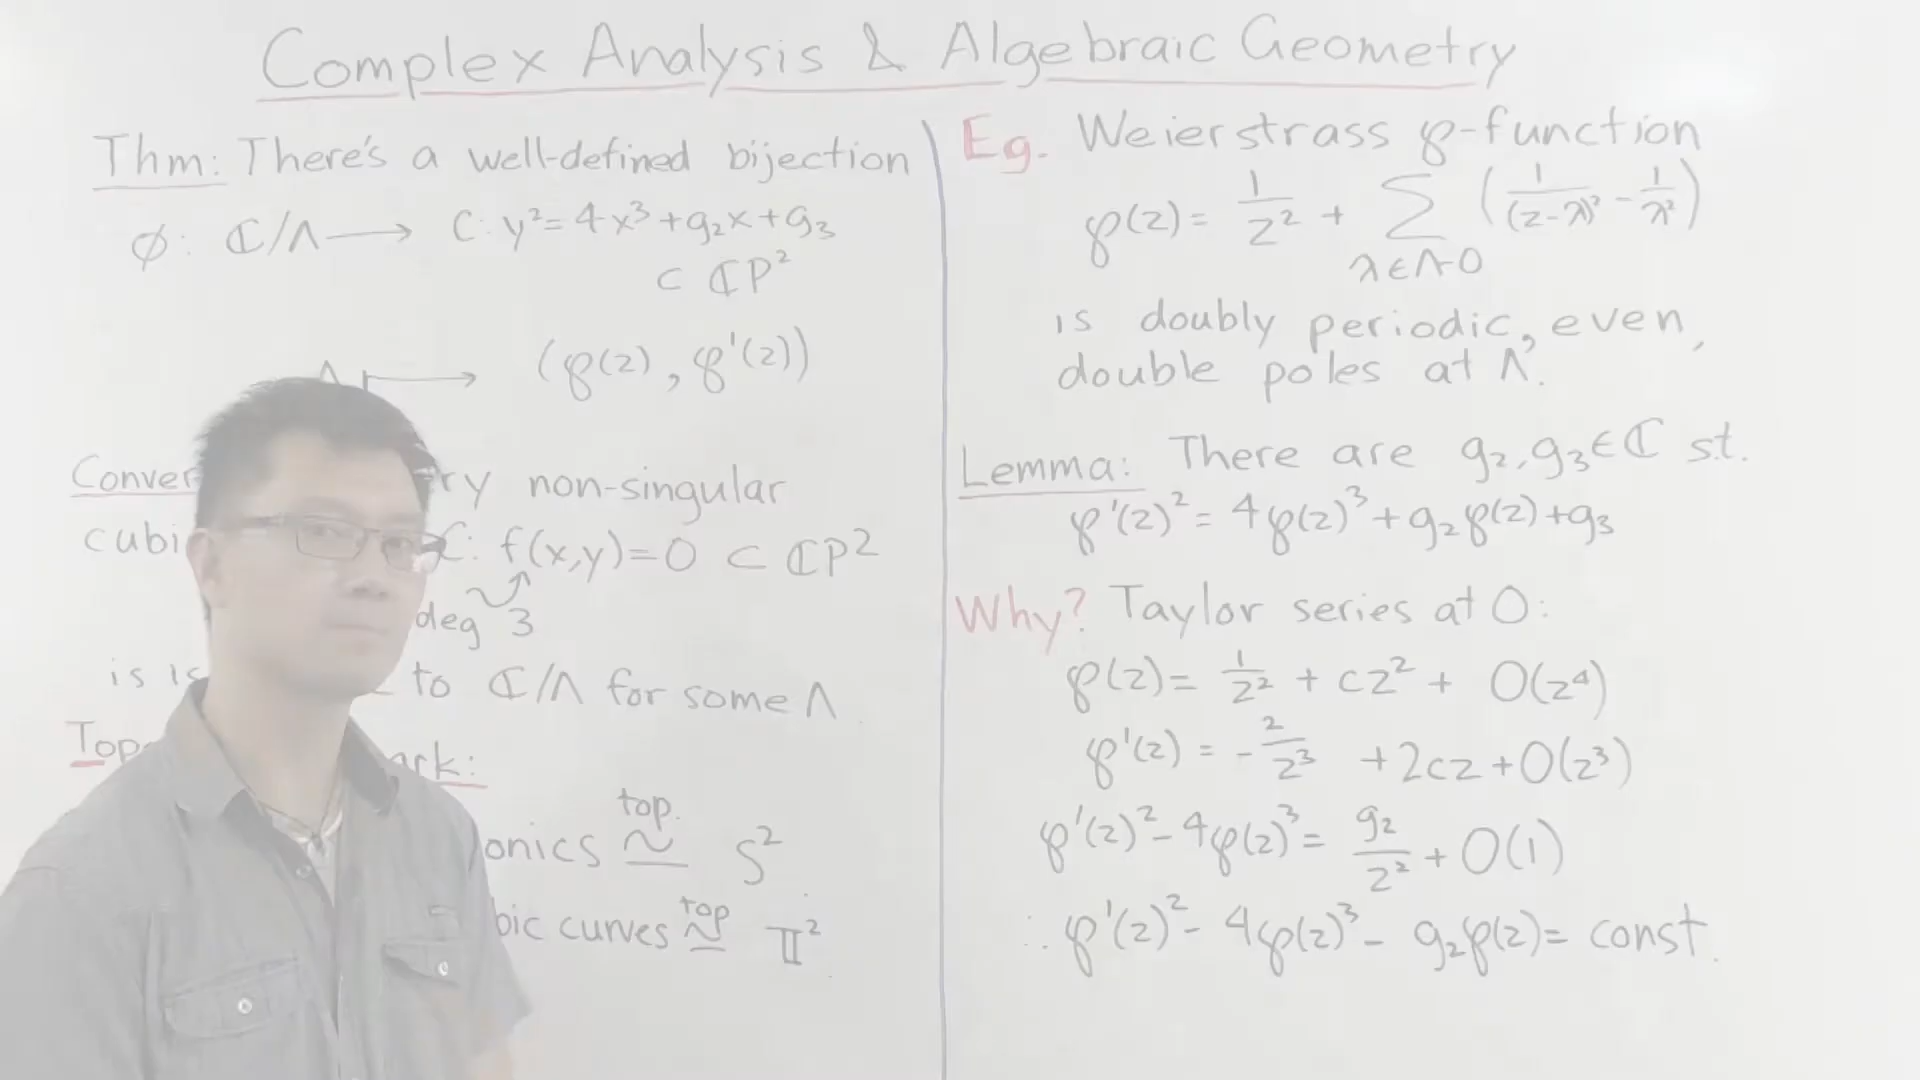 Complex Analysis & Algebraic Geometry
Thm: There's a well-defined bijection
ϕ: ℂ/Λ ⟶ C: y²=4x³+g₂x+g₃
⊂ ℂP²
⟼ (℘(z), ℘'(z))
non-singular
C: f(x,y)=0 ⊂ ℂP²
deg 3
is to ℂ/Λ for some Λ
top.
≃ S²
curves top ≃ 𝕋²
Eg. Weierstrass ℘-function
℘(z)= 1/z² + Σ (1/(z-λ)² - 1/λ²)
λ∈Λ-0
is doubly periodic, even,
double poles at Λ.
Lemma: There are g₂,g₃∈ℂ s.t.
℘'(z)²= 4℘(z)³+g₂℘(z)+g₃
Why? Taylor series at 0:
℘(z)= 1/z² + cz² + O(z⁴)
℘'(z) = -2/z³ +2cz+O(z³)
℘'(z)²-4℘(z)³= g₂/z² + O(1)
∴ ℘'(z)²- 4℘(z)³- g₂℘(z)= const.